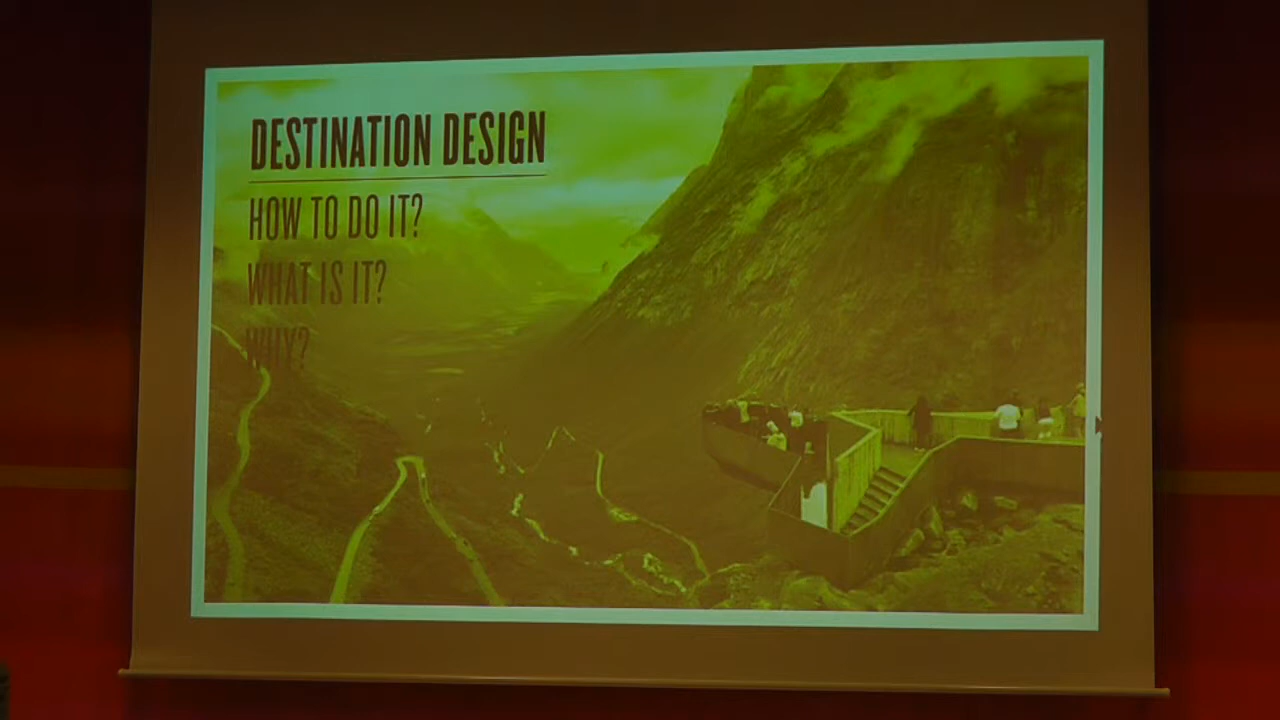 DESTINATION DESIGN
HOW TO DO IT?
WHAT IS IT?
WHY?